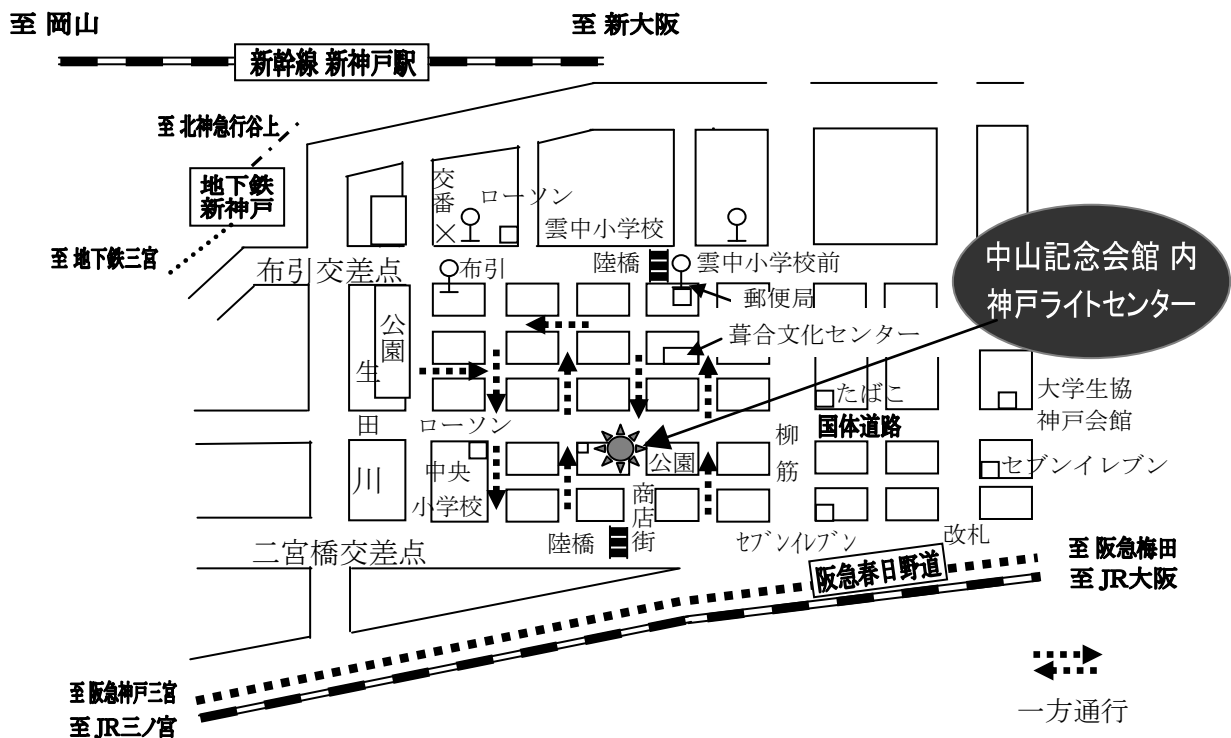 至 岡山
至 新大阪
新幹線 新神戸駅
至 北神急行谷上
地下鉄
新神戸
至 地下鉄三宮
交番
ローソン
雲中小学校
布引交差点
布引
陸橋
雲中小学校前
郵便局
中山記念会館 内
神戸ライトセンター
公園
葺合文化センター
生田川
たばこ
国体道路
大学生協
神戸会館
ローソン
柳筋
公園
中央
小学校
セブンイレブン
商店街
二宮橋交差点
陸橋
セブンイレブン
改札
阪急春日野道
至 阪急梅田
至 JR大阪
至 阪急神戸三宮
至 JR三ノ宮
一方通行